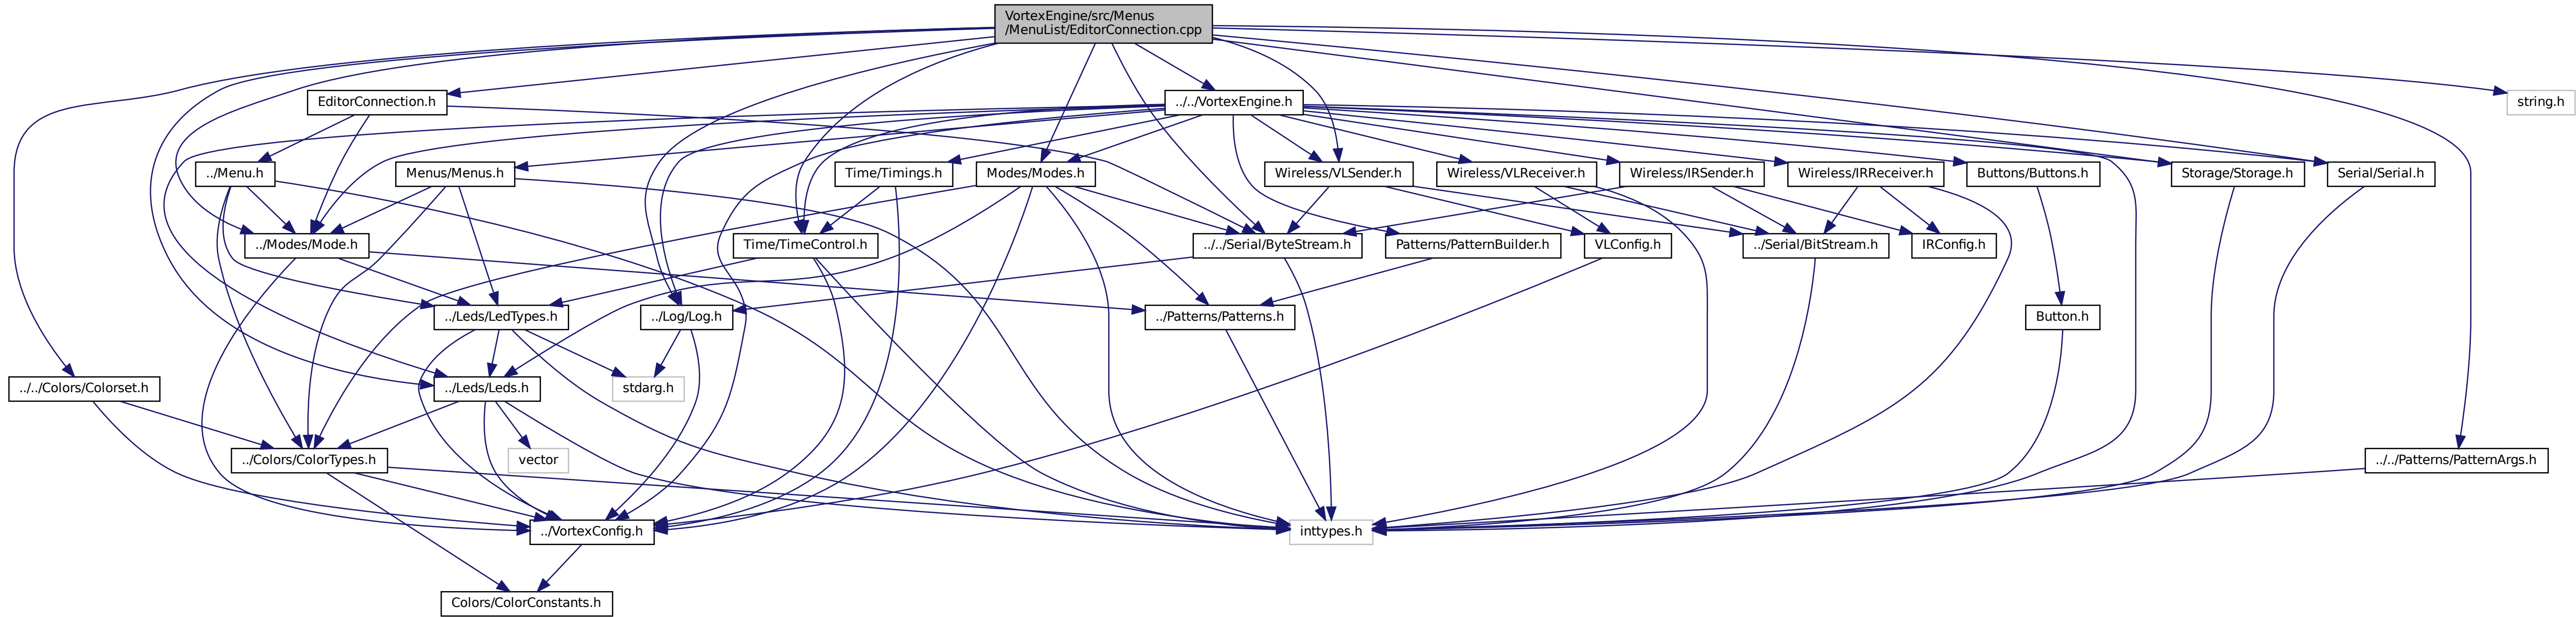 VortexEngine/src/Menus
/MenuList/EditorConnection.cpp
EditorConnection.h
../../VortexEngine.h
string.h
../Menu.h
Menus/Menus.h
Time/Timings.h
Modes/Modes.h
Wireless/VLSender.h
Wireless/VLReceiver.h
Wireless/IRSender.h
Wireless/IRReceiver.h
Buttons/Buttons.h
Storage/Storage.h
Serial/Serial.h
../Modes/Mode.h
Time/TimeControl.h
../../Serial/ByteStream.h
Patterns/PatternBuilder.h
VLConfig.h
../Serial/BitStream.h
IRConfig.h
../Leds/LedTypes.h
../Log/Log.h
../Patterns/Patterns.h
Button.h
../../Colors/Colorset.h
../Leds/Leds.h
stdarg.h
../Colors/ColorTypes.h
vector
../../Patterns/PatternArgs.h
../VortexConfig.h
inttypes.h
Colors/ColorConstants.h